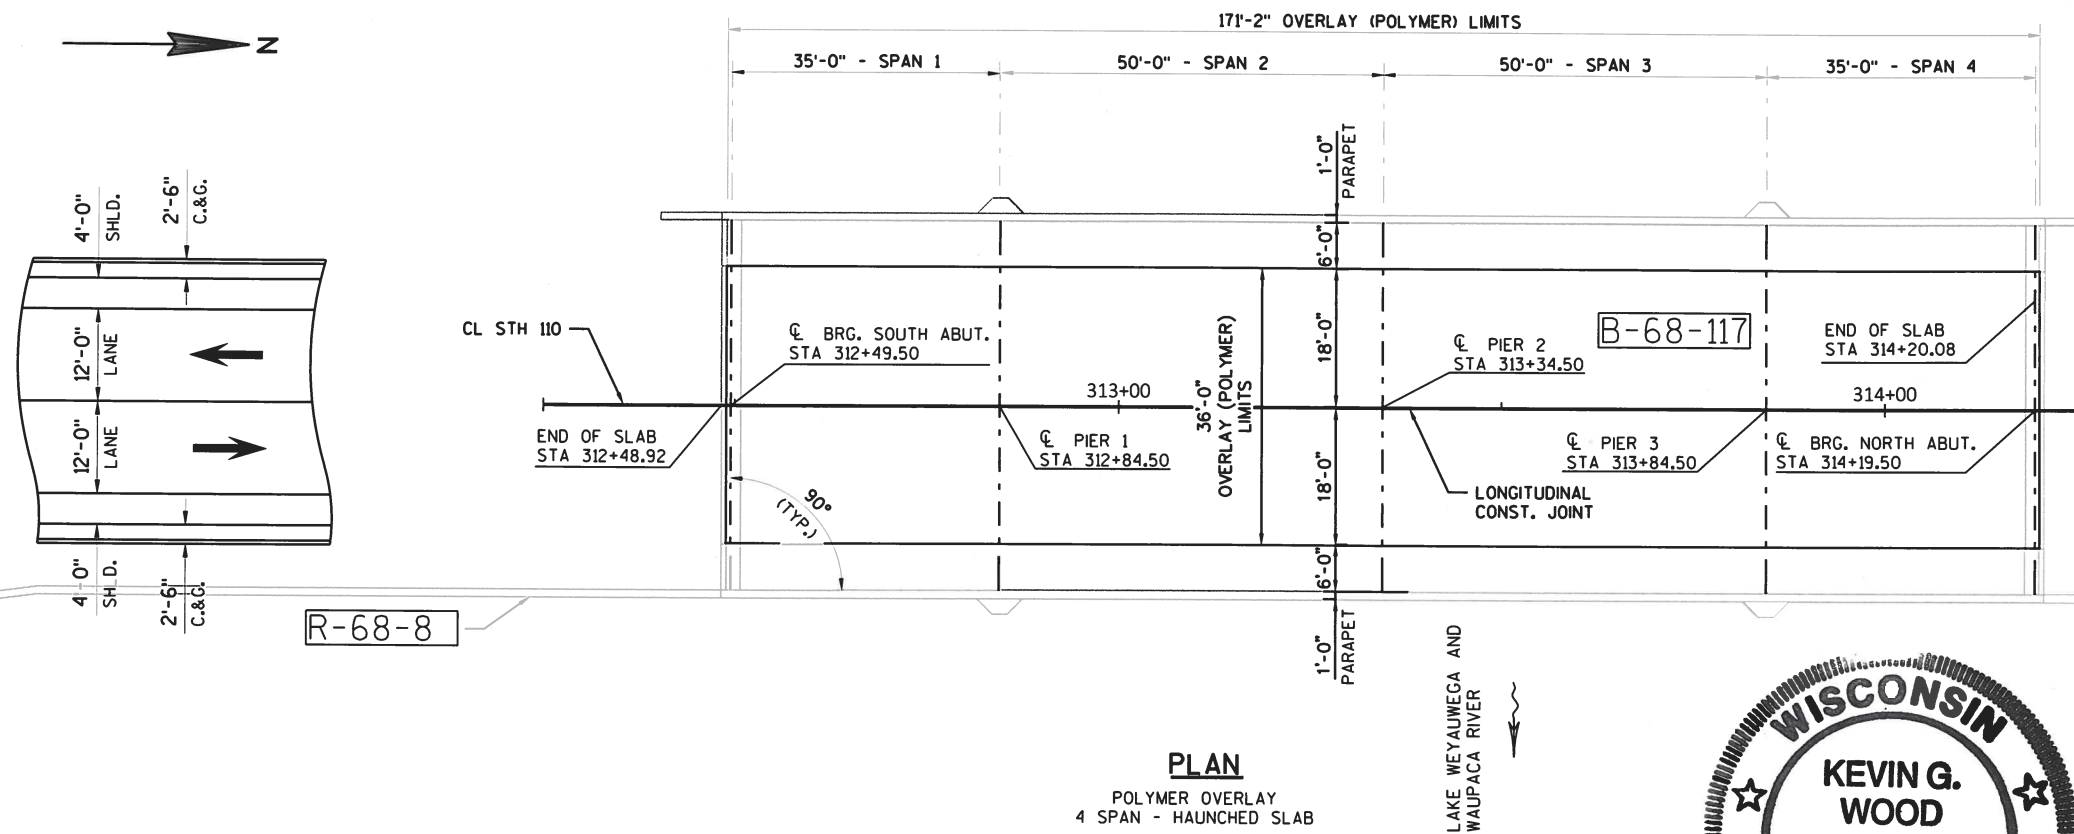 171'-2" OVERLAY (POLYMER) LIMITS
N
35'-0" - SPAN 1
50'-0" - SPAN 2
50'-0" - SPAN 3
35'-0" - SPAN 4
1'-0"
PARAPET
4'-0"
SHLD.
2'-6"
C.&G.
6'-0"
CL STH 110
℄ BRG. SOUTH ABUT.
STA 312+49.50
12'-0"
LANE
18'-0"
36'-0"
OVERLAY (POLYMER)
LIMITS
℄ PIER 2
STA 313+34.50
B-68-117
END OF SLAB
STA 314+20.08
313+00
314+00
END OF SLAB
STA 312+48.92
℄ PIER 1
STA 312+84.50
℄ PIER 3
STA 313+84.50
℄ BRG. NORTH ABUT.
STA 314+19.50
12'-0"
LANE
18'-0"
90°
(TYP.)
LONGITUDINAL
CONST. JOINT
4'-0"
SHLD.
2'-6"
C.&G.
6'-0"
R-68-8
1'-0"
PARAPET
LAKE WEYAUWEGA AND
WAUPACA RIVER
PLAN
POLYMER OVERLAY
4 SPAN - HAUNCHED SLAB
WISCONSIN
KEVIN G.
WOOD